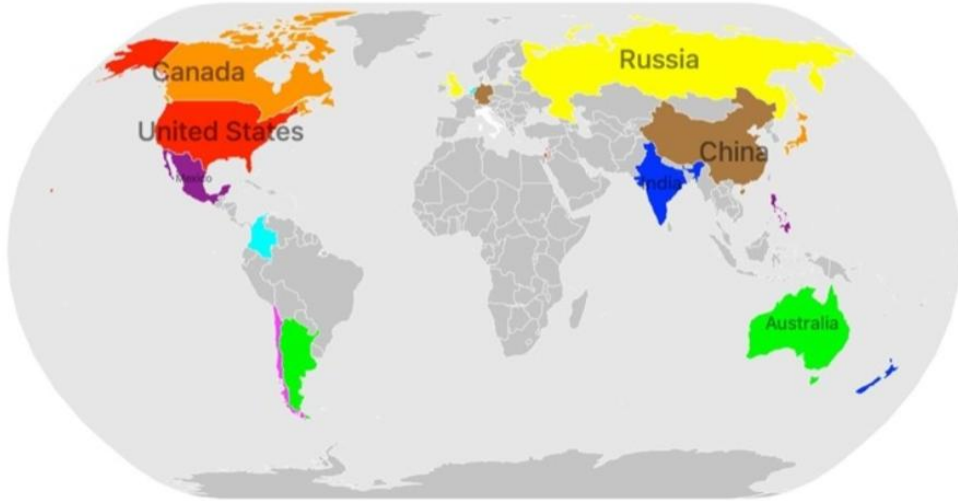 Canada
Russia
United States
China
Mexico
India
Australia